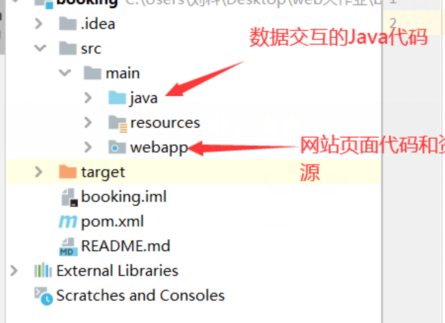 booking
.idea
src
数据交互的Java代码
main
java
resources
webapp
网站页面代码和资
源
target
booking.iml
pom.xml
README.md
External Libraries
Scratches and Consoles
1
2